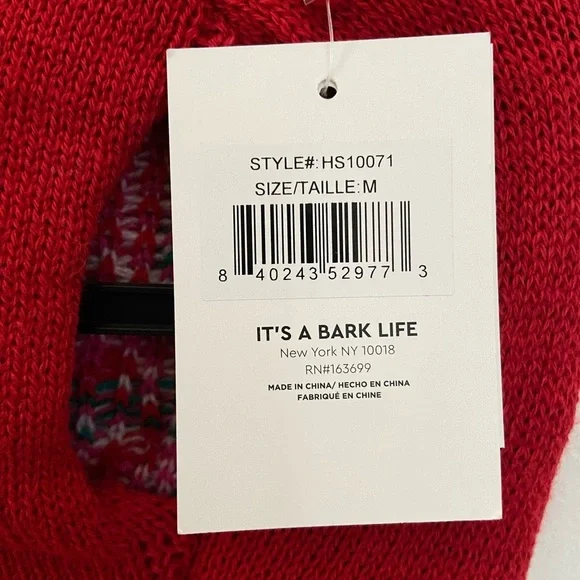 STYLE#:HS10071
SIZE/TAILLE:M
8 40243 52977 3
IT'S A BARK LIFE
New York NY 10018
RN#163699
MADE IN CHINA/ HECHO EN CHINA
FABRIQUÉ EN CHINE